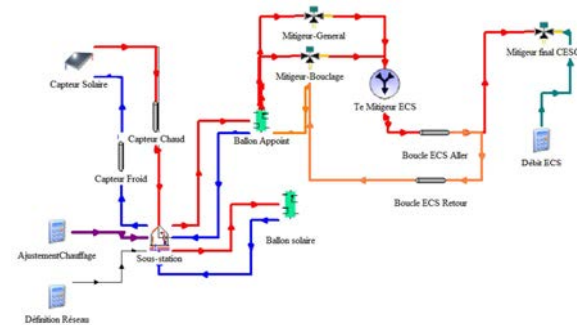 Mitigeur-General
Mitigeur final CESC
Capteur Solaire
Mitigeur-Bouclage
Te Mitigeur ECS
Capteur Chaud
Ballon Appoint
Boucle ECS Aller
Débit ECS
Capteur Froid
Boucle ECS Retour
Ballon solaire
AjustementChauffage
Sous-station
Définition Réseau